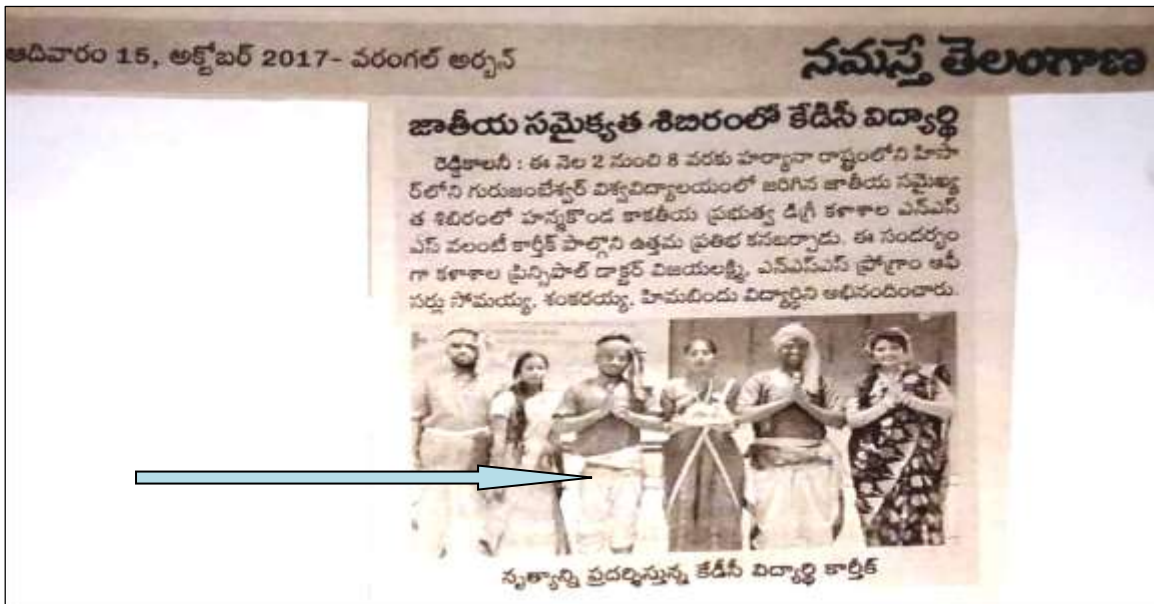 ఆదివారం 15, అక్టోబర్ 2017- వరంగల్ అర్బన్
నమస్తే తెలంగాణ
జాతీయ సమైక్యత శిబిరంలో కేడీసీ విద్యార్థి
రెడ్డికాలనీ : ఈ నెల 2 నుంచి 8 వరకు హర్యానా రాష్ట్రంలోని హిసా
ర్‌లోని గురుజంబేశ్వర్ విశ్వవిద్యాలయంలో జరిగిన జాతీయ సమైఖ్య
త శిబిరంలో హన్మకొండ కాకతీయ ప్రభుత్వ డిగ్రీ కళాశాల ఎన్ఎస్
ఎస్ వలంటీ కార్తీక్ పాల్గొని ఉత్తమ ప్రతిభ కనబర్చాడు. ఈ సందర్భం
గా కళాశాల ప్రిన్సిపాల్ డాక్టర్ విజయలక్ష్మి, ఎన్ఎస్ఎస్ ప్రోగ్రాం ఆఫీ
సర్లు సోమయ్య, శంకరయ్య, హిమబిందు విద్యార్థిని అభినందించారు.
నృత్యాన్ని ప్రదర్శిస్తున్న కేడీసీ విద్యార్థి కార్తీక్